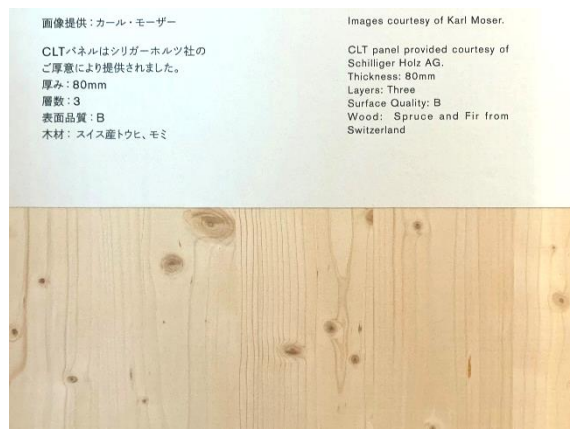 画像提供：カール・モーザー
CLTパネルはシリガーホルツ社の
ご厚意により提供されました。
厚み：80mm
層数：3
表面品質：B
木材：スイス産トウヒ、モミ
Images courtesy of Karl Moser.
CLT panel provided courtesy of
Schilliger Holz AG.
Thickness: 80mm
Layers: Three
Surface Quality: B
Wood: Spruce and Fir from
Switzerland